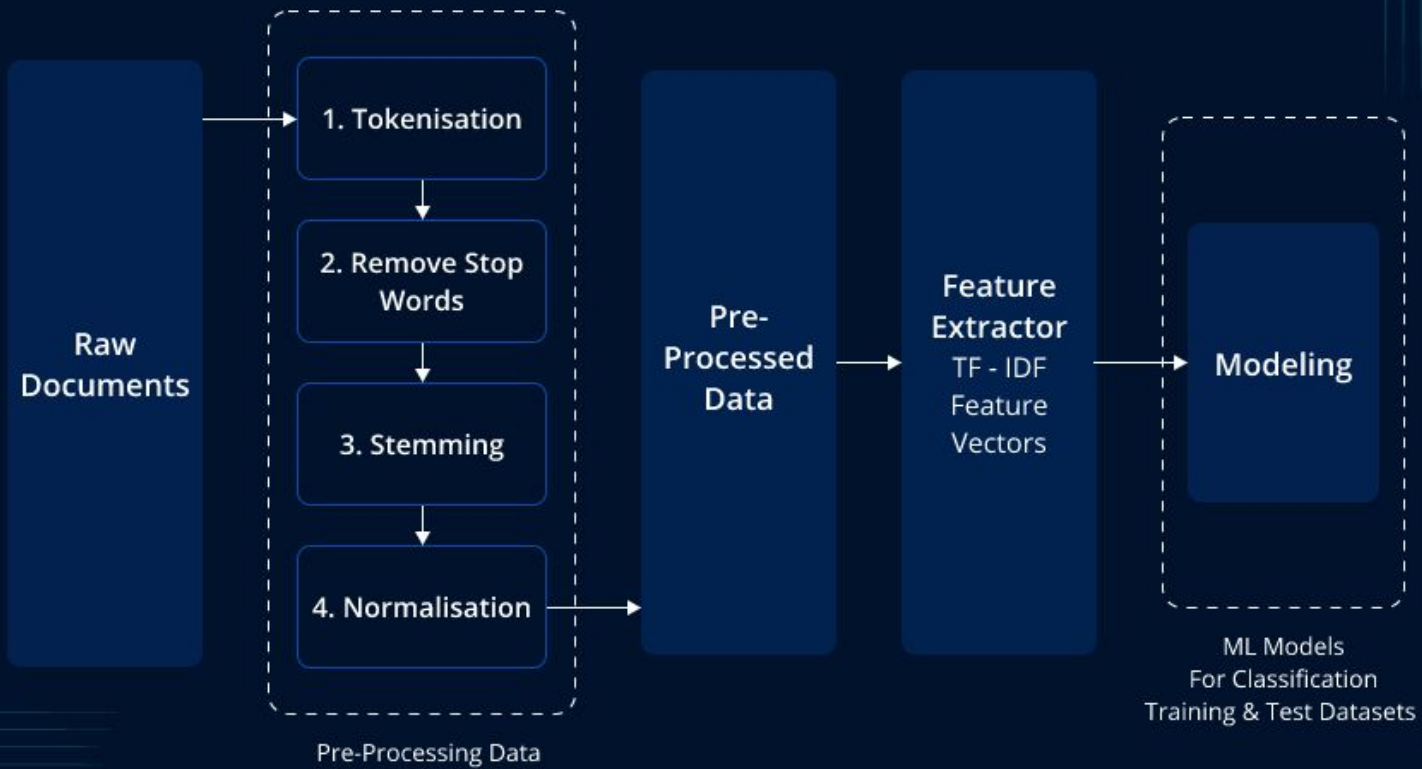 Raw
Documents
1. Tokenisation
2. Remove Stop
Words
3. Stemming
4. Normalisation
Pre-Processing Data
Pre-
Processed
Data
Feature
Extractor
TF - IDF
Feature
Vectors
Modeling
ML Models
For Classification
Training & Test Datasets